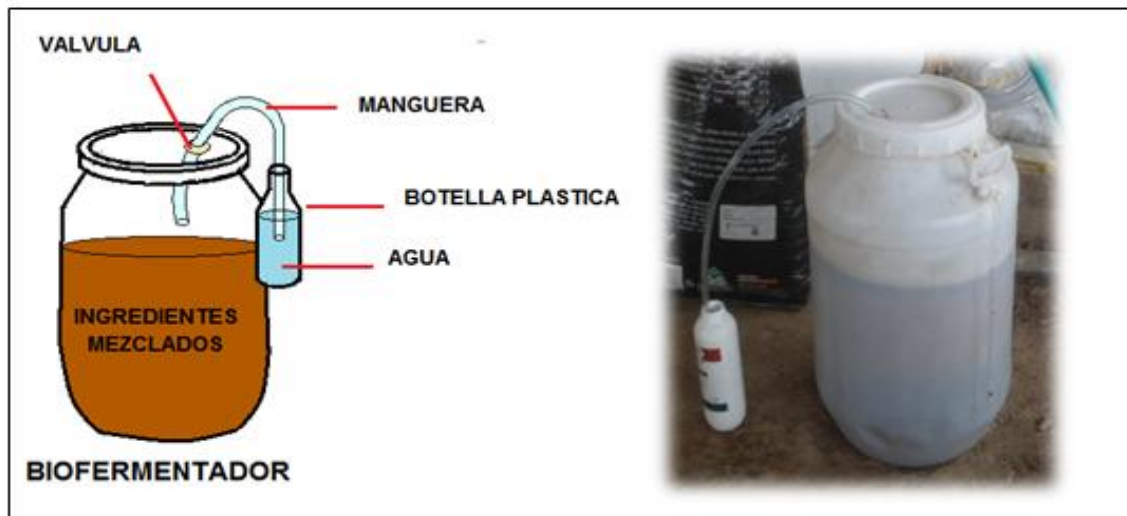 VALVULA
MANGUERA
BOTELLA PLASTICA
AGUA
INGREDIENTES
MEZCLADOS
BIOFERMENTADOR